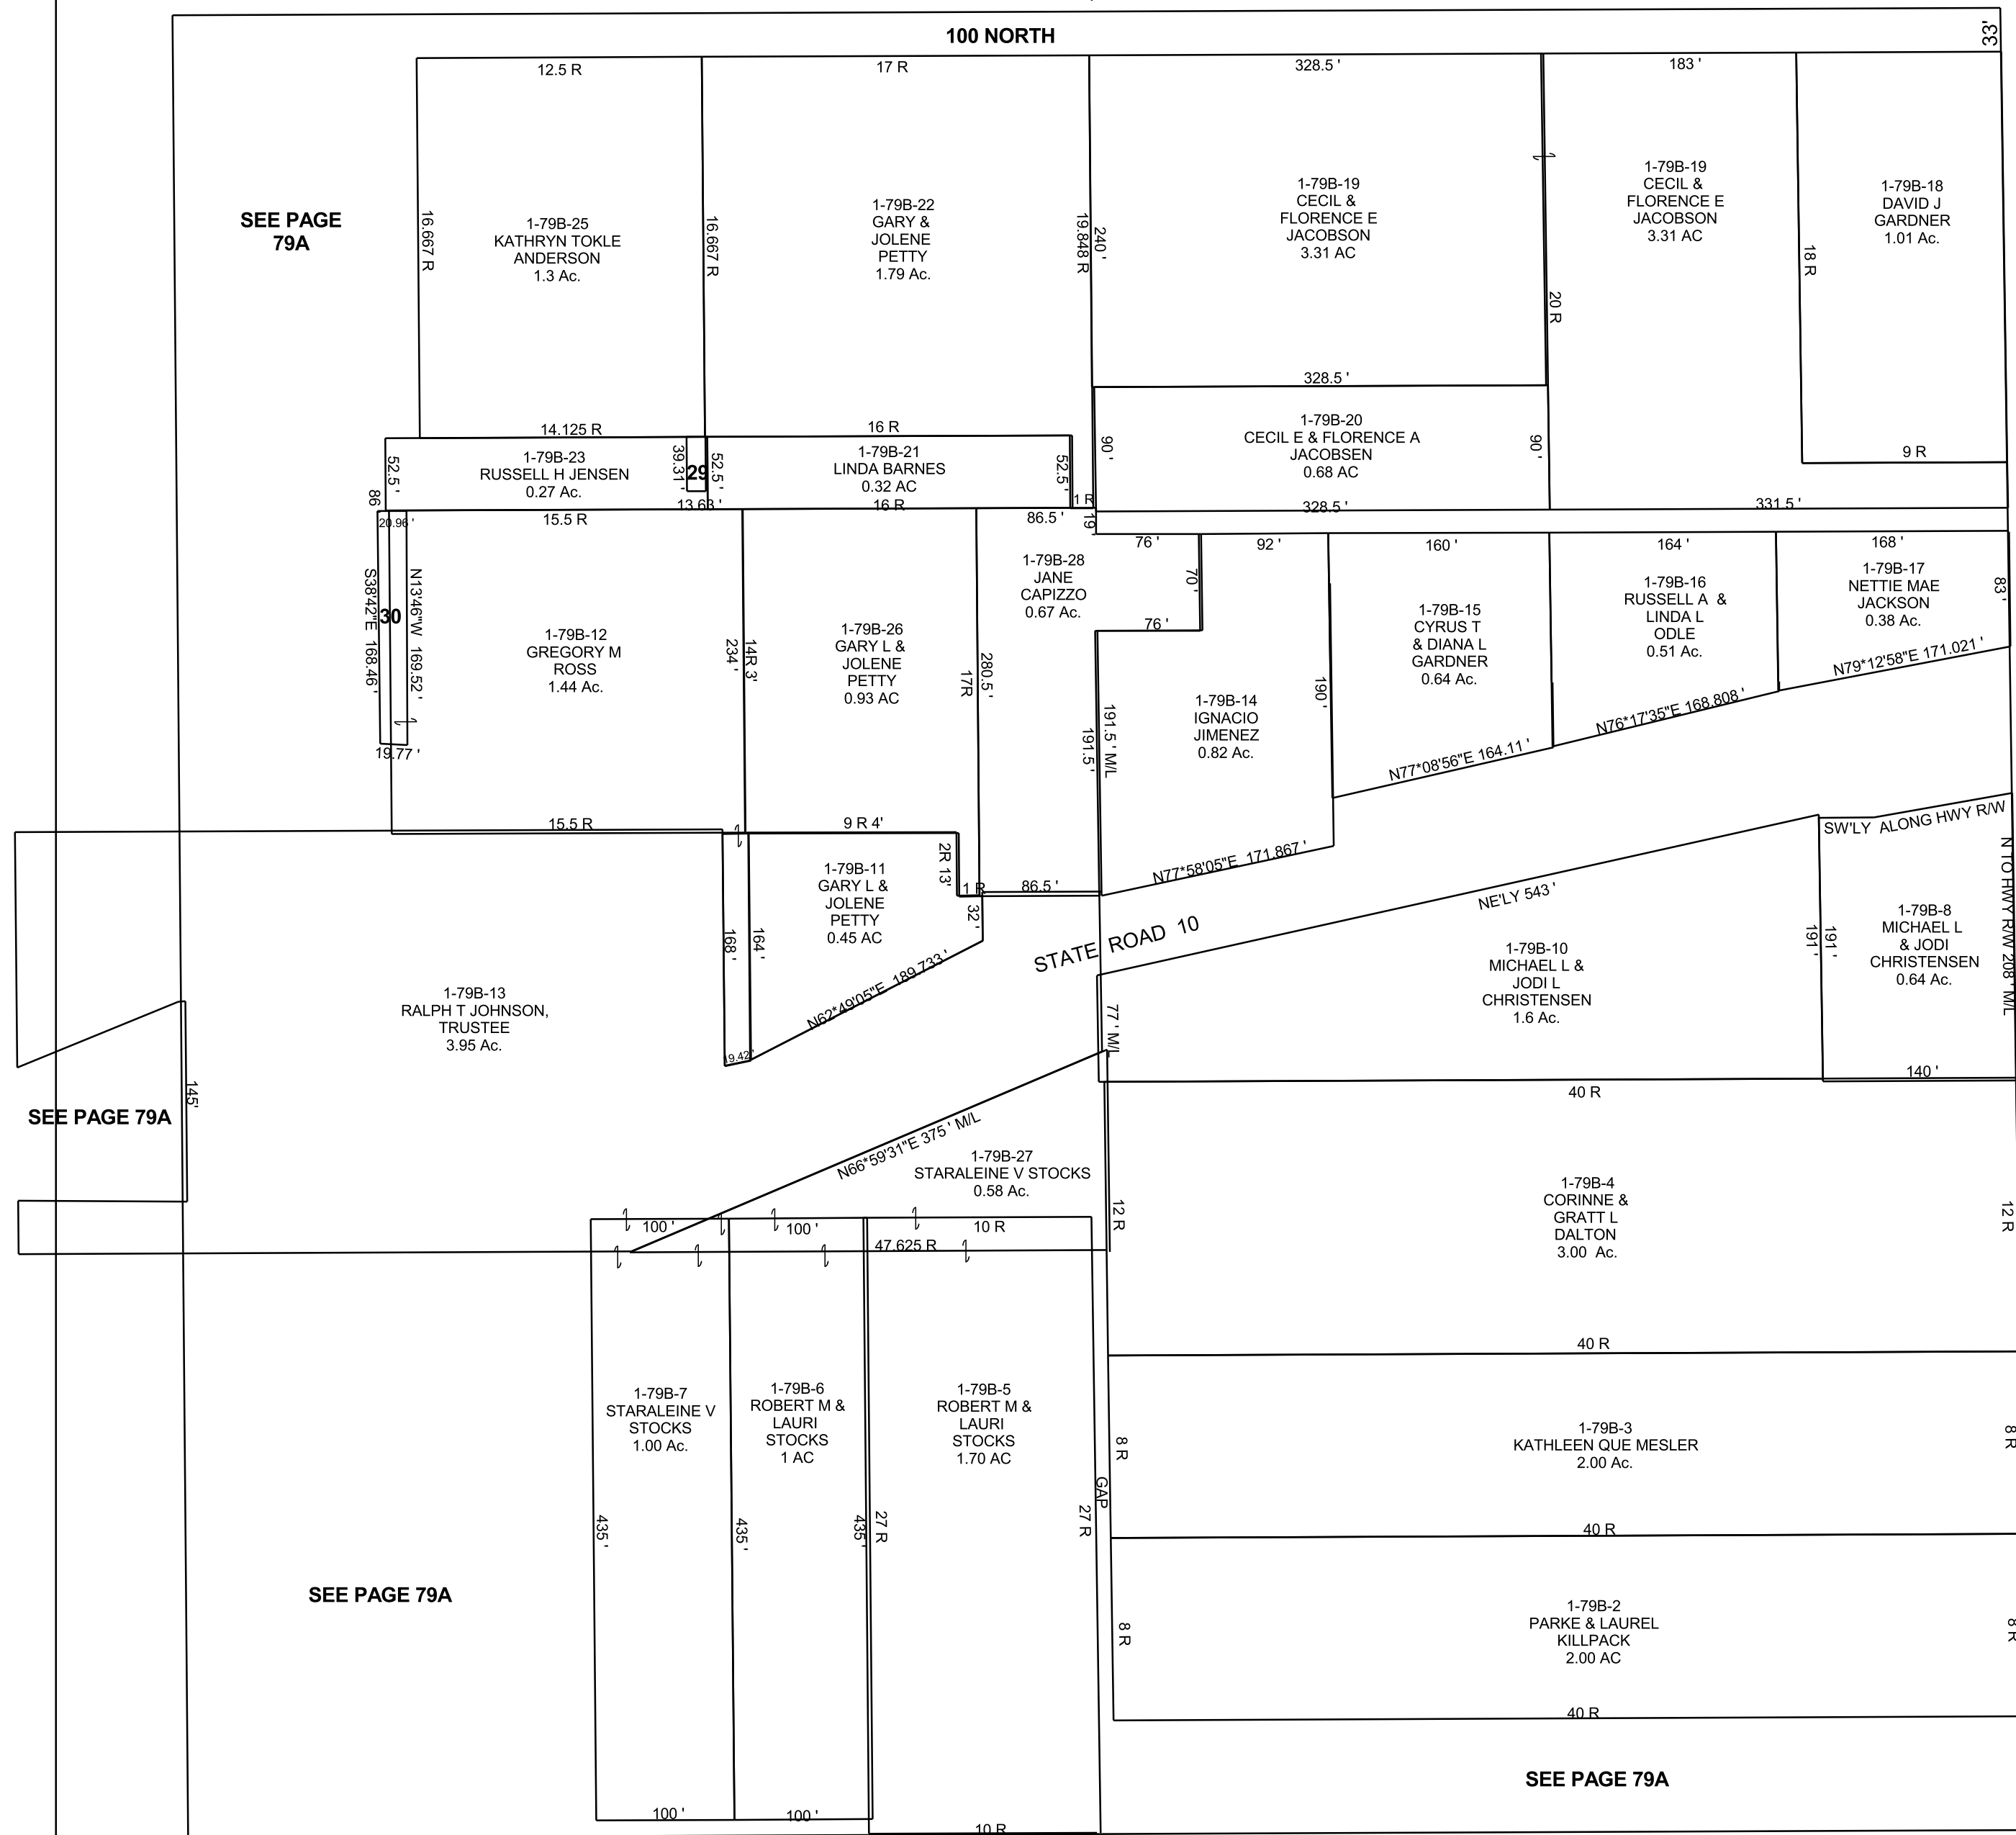 100 NORTH
33'
12.5 R
17 R
328.5 '
183 '
SEE PAGE
79A
16.667 R
1-79B-25
KATHRYN TOKLE
ANDERSON
1.3 Ac.
16.667 R
1-79B-22
GARY &
JOLENE
PETTY
1.79 Ac.
19.848 R
240 '
1-79B-19
CECIL &
FLORENCE E
JACOBSON
3.31 AC
20 R
1-79B-19
CECIL &
FLORENCE E
JACOBSON
3.31 AC
18 R
1-79B-18
DAVID J
GARDNER
1.01 Ac.
9 R
328.5 '
14.125 R
16 R
52.5 '
1-79B-23
RUSSELL H JENSEN
0.27 Ac.
39.31 '
29
52.5 '
13.63 '
1-79B-21
LINDA BARNES
0.32 AC
52.5 '
1 R
90 '
1-79B-20
CECIL E & FLORENCE A
JACOBSEN
0.68 AC
90 '
86
20.96 '
15.5 R
16 R
86.5 '
19 '
328.5 '
331.5 '
76 '
92 '
160 '
164 '
168 '
S38'42"E 168.46 '
30
N13'46"W 169.52 '
19.77 '
1-79B-12
GREGORY M
ROSS
1.44 Ac.
234 '
14R 3'
1-79B-26
GARY L &
JOLENE
PETTY
0.93 AC
17R
280.5 '
1-79B-28
JANE
CAPIZZO
0.67 Ac.
70 '
76 '
191.5 '
191.5 ' M/L
1-79B-14
IGNACIO
JIMENEZ
0.82 Ac.
190 '
1-79B-15
CYRUS T
& DIANA L
GARDNER
0.64 Ac.
1-79B-16
RUSSELL A &
LINDA L
ODLE
0.51 Ac.
1-79B-17
NETTIE MAE
JACKSON
0.38 Ac.
83 '
N79*12'58"E 171.021 '
N76*17'35"E 168.808 '
N77*08'56"E 164.11 '
N77*58'05"E 171.867 '
15.5 R
9 R 4'
2R 13'
1 R
86.5 '
32 '
1-79B-11
GARY L &
JOLENE
PETTY
0.45 AC
168 '
164 '
19.42'
N62*49'05"E 189.733 '
STATE ROAD 10
NE'LY 543 '
SW'LY ALONG HWY R/W
N TO HWY R/W 208' M/L
1-79B-8
MICHAEL L
& JODI
CHRISTENSEN
0.64 Ac.
191 '
191 '
140 '
1-79B-10
MICHAEL L &
JODI L
CHRISTENSEN
1.6 Ac.
77 ' M/L
1-79B-13
RALPH T JOHNSON,
TRUSTEE
3.95 Ac.
145'
SEE PAGE 79A
N66*59'31"E 375 ' M/L
1-79B-27
STARALEINE V STOCKS
0.58 Ac.
100 '
100 '
10 R
47.625 R
40 R
12 R
1-79B-4
CORINNE &
GRATT L
DALTON
3.00 Ac.
12 R
40 R
1-79B-7
STARALEINE V
STOCKS
1.00 Ac.
1-79B-6
ROBERT M &
LAURI
STOCKS
1 AC
1-79B-5
ROBERT M &
LAURI
STOCKS
1.70 AC
GAP
8 R
1-79B-3
KATHLEEN QUE MESLER
2.00 Ac.
8 R
435 '
435 '
435 '
27 R
27 R
40 R
SEE PAGE 79A
8 R
1-79B-2
PARKE & LAUREL
KILLPACK
2.00 AC
8 R
40 R
SEE PAGE 79A
100 '
100 '
10 R